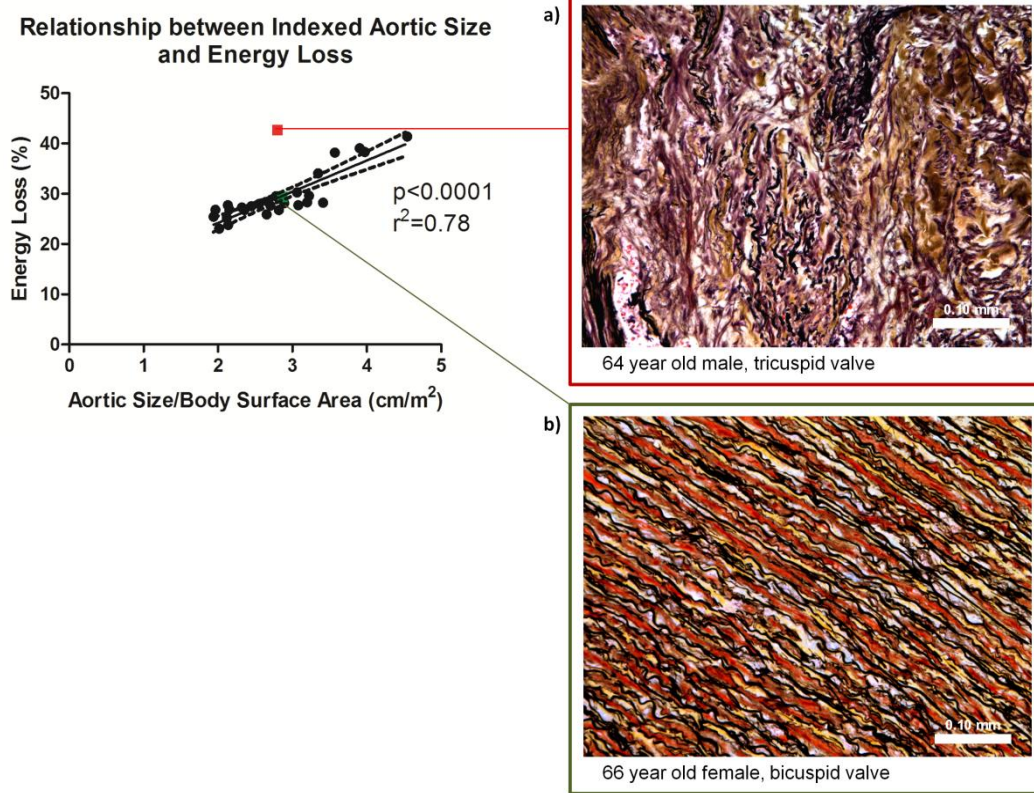 Relationship between Indexed Aortic Size
and Energy Loss
50
40
30
20
10
0
Energy Loss (%)
p<0.0001
r²=0.78
0 1 2 3 4 5
Aortic Size/Body Surface Area (cm/m²)
a)
0.10 mm
64 year old male, tricuspid valve
b)
0.10 mm
66 year old female, bicuspid valve